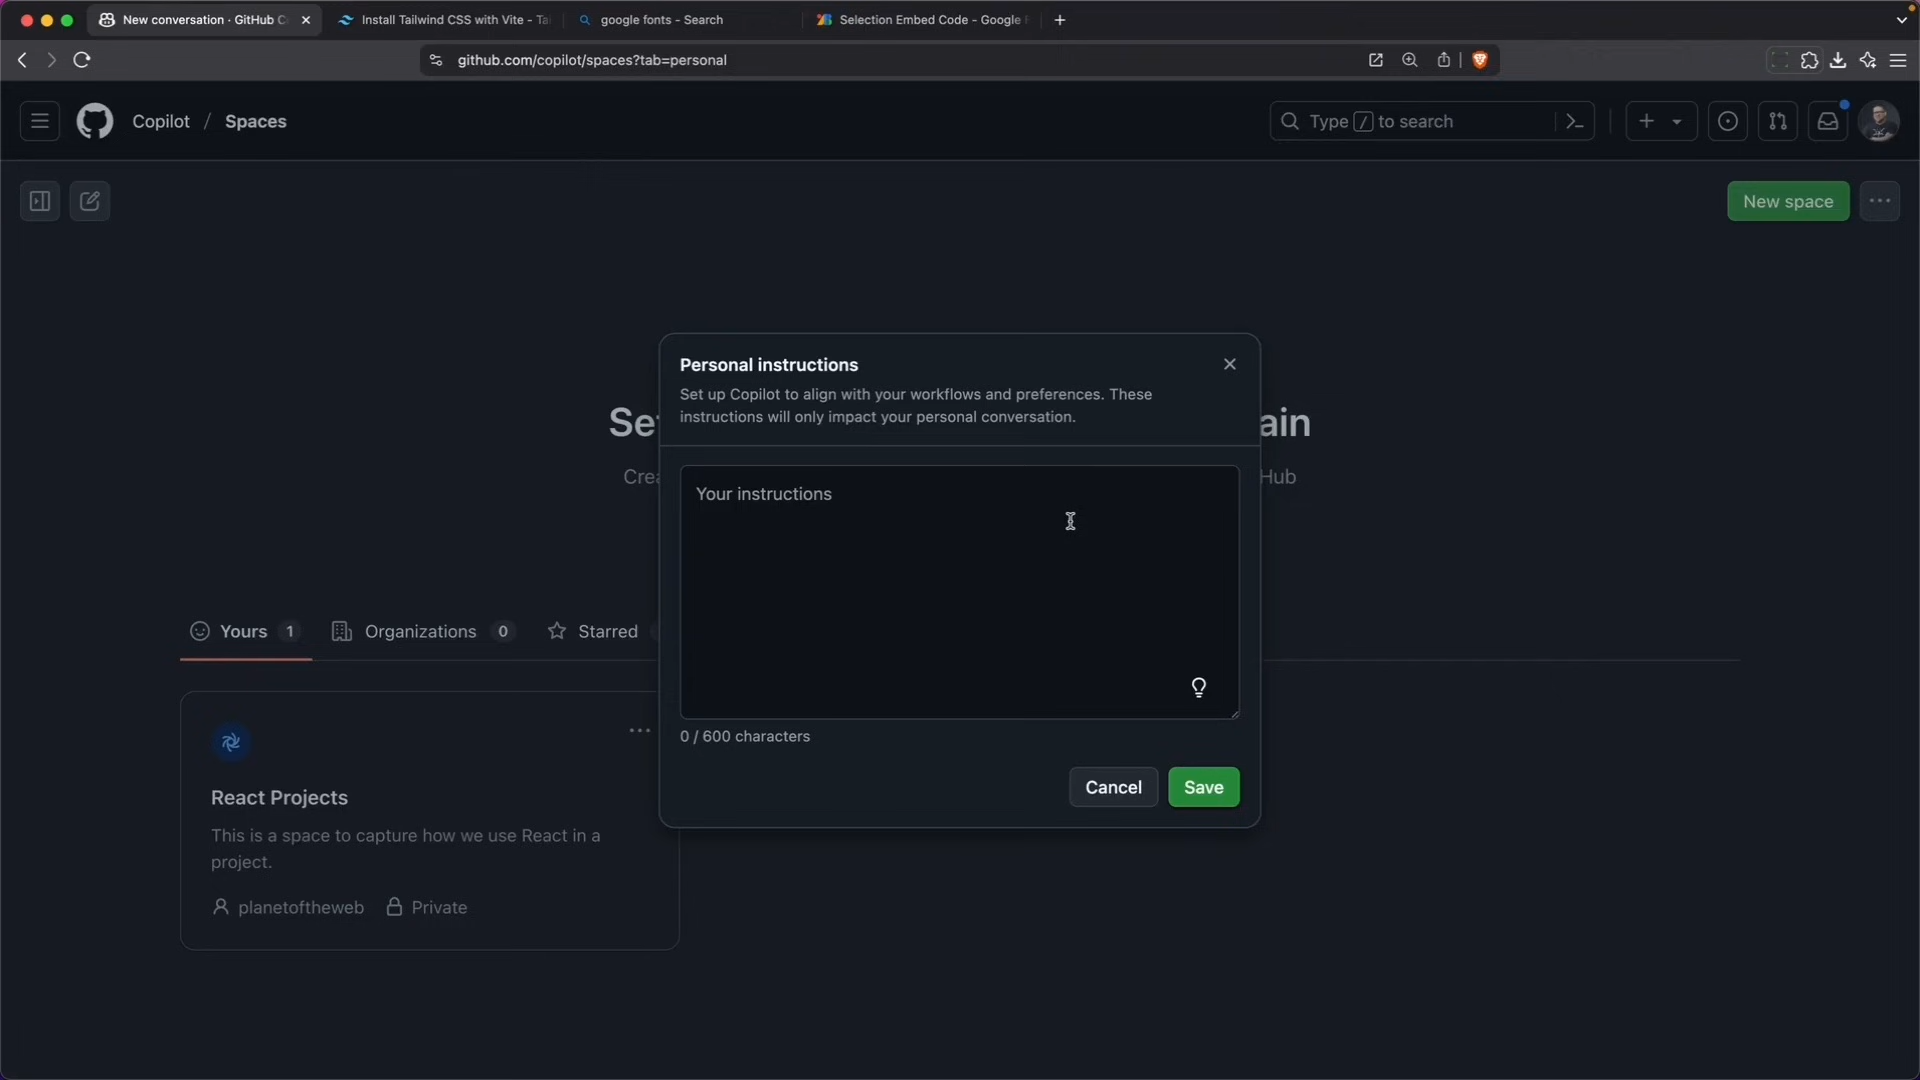 New conversation · GitHub C
Install Tailwind CSS with Vite - Ta
google fonts - Search
Selection Embed Code - Google F
github.com/copilot/spaces?tab=personal
Copilot / Spaces
Type / to search
New space
Personal instructions
Set up Copilot to align with your workflows and preferences. These
instructions will only impact your personal conversation.
Se
ain
Crea
Hub
Your instructions
0 / 600 characters
Cancel
Save
Yours 1
Organizations 0
Starred
React Projects
This is a space to capture how we use React in a
project.
planetoftheweb
Private